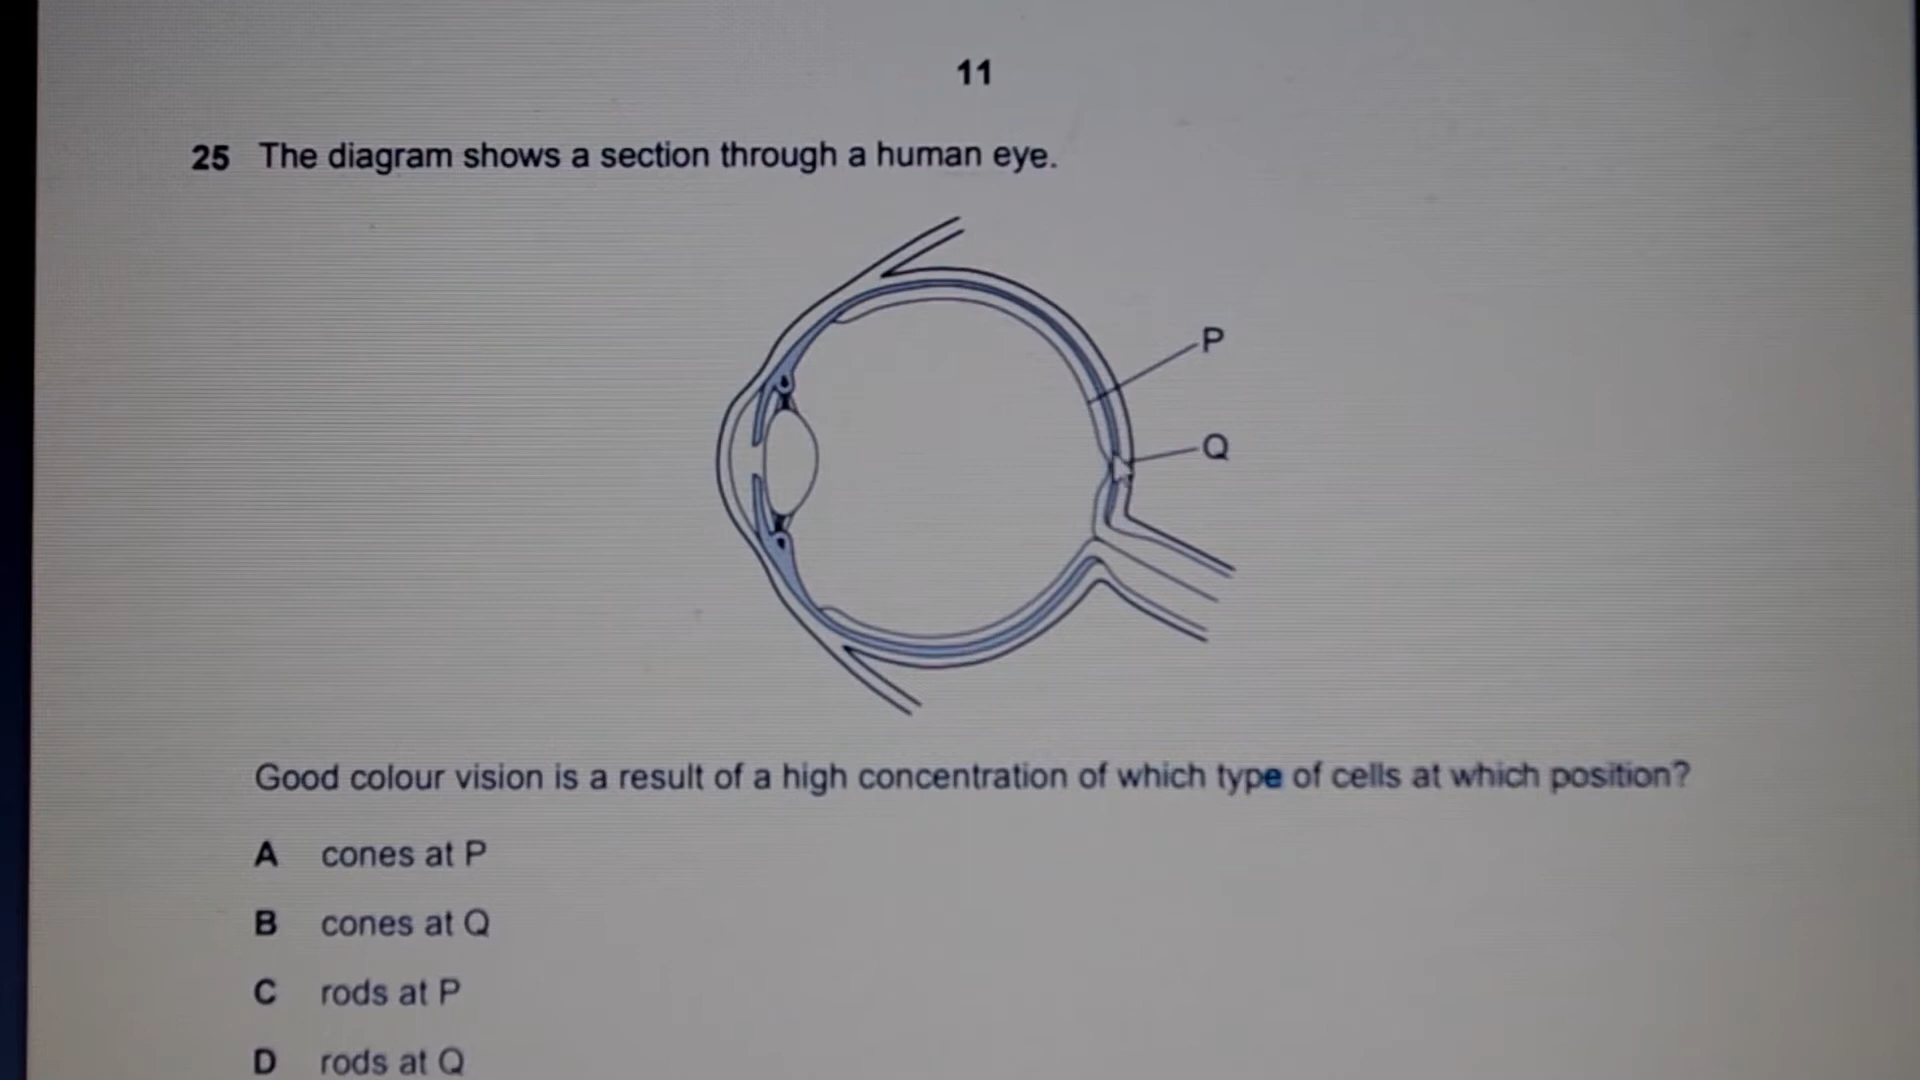 11
25 The diagram shows a section through a human eye.
P
Q
Good colour vision is a result of a high concentration of which type of cells at which position?
A cones at P
B cones at Q
C rods at P
D rods at Q